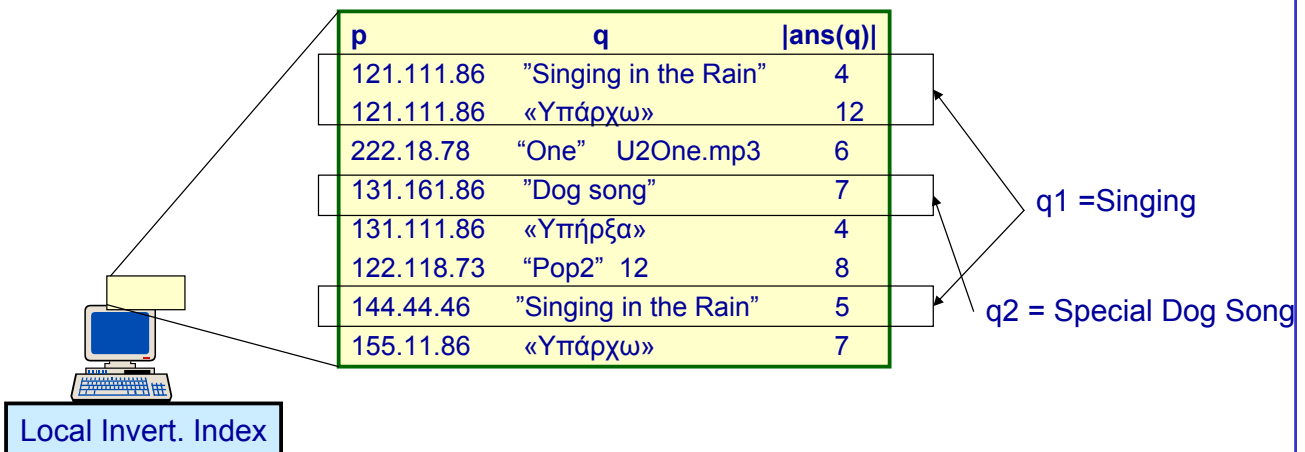 p q |ans(q)|
121.111.86 ”Singing in the Rain” 4
121.111.86 «Υπάρχω» 12
222.18.78 “One” U2One.mp3 6
131.161.86 ”Dog song” 7
131.111.86 «Υπήρξα» 4
122.118.73 “Pop2” 12 8
144.44.46 ”Singing in the Rain” 5
155.11.86 «Υπάρχω» 7
q1 =Singing
q2 = Special Dog Song
Local Invert. Index